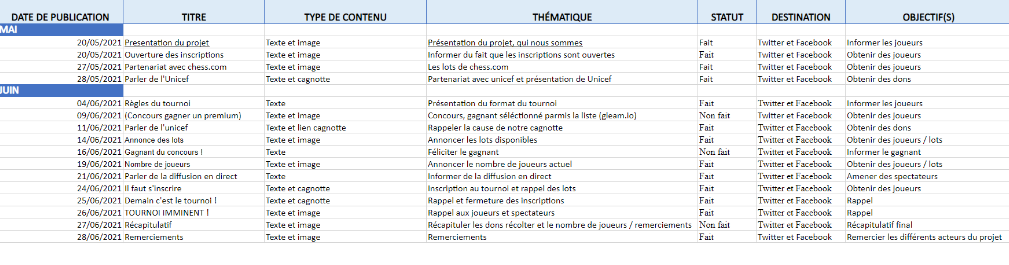 DATE DE PUBLICATION TITRE TYPE DE CONTENU THÉMATIQUE STATUT DESTINATION OBJECTIF(S)
MAI
20/05/2021 Presentation du projet Texte et image Présentation du projet, qui nous sommes Fait Twitter et Facebook Informer les joueurs
20/05/2021 Ouverture des inscriptions Texte et image Informer du fait que les inscriptions sont ouvertes Fait Twitter et Facebook Obtenir des joueurs
27/05/2021 Partenariat avec chess.com Texte et image Les lots de chess.com Fait Twitter et Facebook Obtenir des joueurs
28/05/2021 Parler de l'Unicef Texte et cagnotte Partenariat avec unicef et présentation de Unicef Fait Twitter et Facebook Obtenir des dons
JUIN
04/06/2021 Règles du tournoi Texte Présentation du format du tournoi Fait Twitter et Facebook Informer les joueurs
09/06/2021 (Concours gagner un premium) Texte et image Concours, gagnant séléctionné parmis la liste (gleam.io) Non fait Twitter et Facebook Obtenir des joueurs
11/06/2021 Parler de l'unicef Texte et lien cagnotte Rappeler la cause de notre cagnotte Fait Twitter et Facebook Obtenir des dons
14/06/2021 Annonce des lots Texte et image Annoncer les lots disponibles Fait Twitter et Facebook Obtenir des joueurs / lots
16/06/2021 Gagnant du concours ! Texte Féliciter le gagnant Non fait Twitter et Facebook Informer le gagnant
19/06/2021 Nombre de joueurs Texte et image Annoncer le nombre de joueurs actuel Fait Twitter et Facebook Obtenir des joueurs / lots
21/06/2021 Parler de la diffusion en direct Texte Informer de la diffusion en direct Fait Twitter et Facebook Amener des spectateurs
24/06/2021 Il faut s'inscrire Texte et cagnotte Inscription au tournoi et rappel des lots Fait Twitter et Facebook Obtenir des joueurs
25/06/2021 Demain c'est le tournoi ! Texte et cagnotte Rappel et fermeture des inscriptions Fait Twitter et Facebook Rappel
26/06/2021 TOURNOI IMMINENT ! Texte et image Rappel aux joueurs et spectateurs Fait Twitter et Facebook Rappel
27/06/2021 Récapitulatif Texte et image Récapituler les dons récolter et le nombre de joueurs / remerciements Non fait Twitter et Facebook Récapitulatif final
28/06/2021 Remerciements Texte et image Remerciements Fait Twitter et Facebook Remercier les différents acteurs du projet